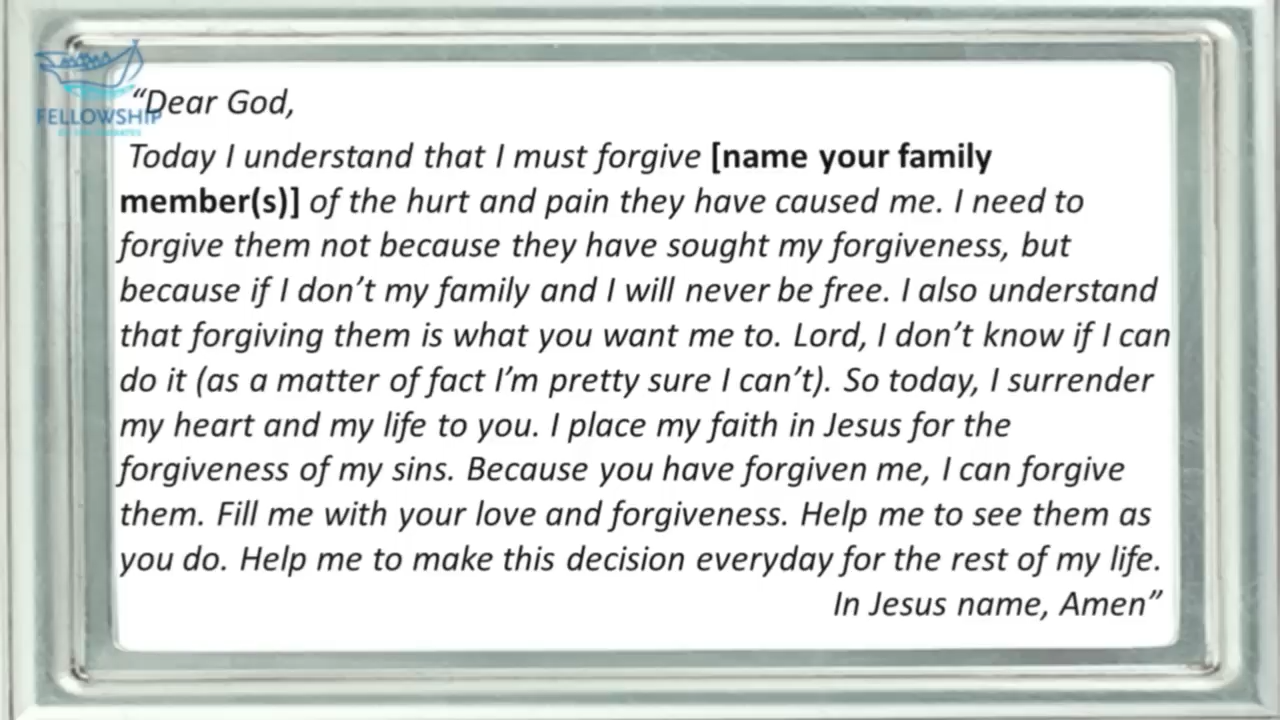 FELLOWSHIP
OF THE EMIRATES
“Dear God,
Today I understand that I must forgive [name your family
member(s)] of the hurt and pain they have caused me. I need to
forgive them not because they have sought my forgiveness, but
because if I don’t my family and I will never be free. I also understand
that forgiving them is what you want me to. Lord, I don’t know if I can
do it (as a matter of fact I’m pretty sure I can’t). So today, I surrender
my heart and my life to you. I place my faith in Jesus for the
forgiveness of my sins. Because you have forgiven me, I can forgive
them. Fill me with your love and forgiveness. Help me to see them as
you do. Help me to make this decision everyday for the rest of my life.
In Jesus name, Amen”